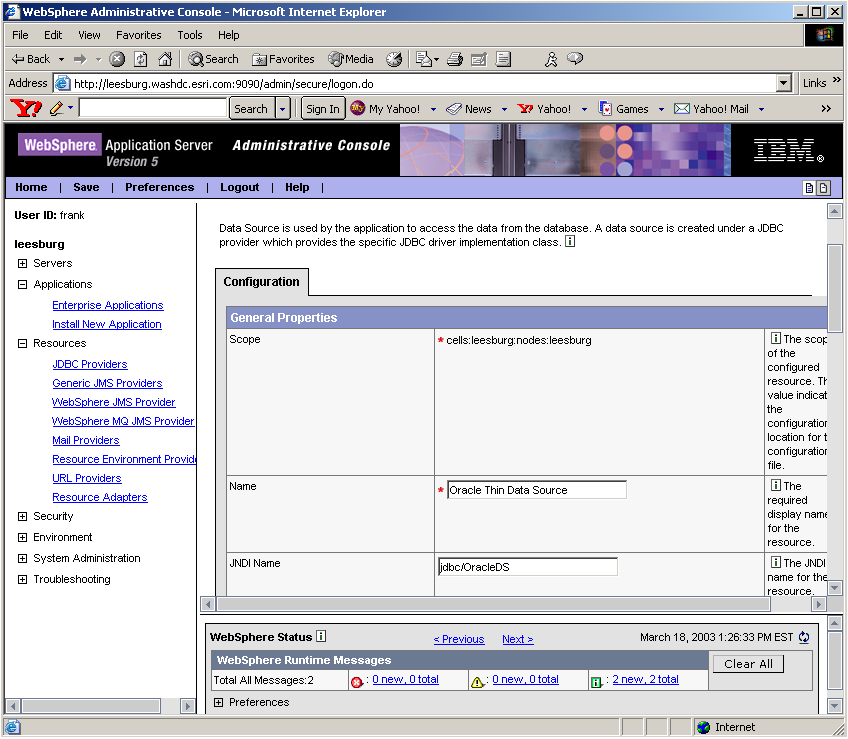 WebSphere Administrative Console - Microsoft Internet Explorer
File Edit View Favorites Tools Help
Back Search Favorites Media
Address http://leesburg.washdc.esri.com:9090/admin/secure/logon.do Links »
Y! Search Sign In My Yahoo! News Yahoo! Games Yahoo! Mail »
WebSphere Application Server Administrative Console IBM®
Version 5
Home | Save | Preferences | Logout | Help |
User ID: frank
leesburg
Servers
Applications
Enterprise Applications
Install New Application
Resources
JDBC Providers
Generic JMS Providers
WebSphere JMS Provider
WebSphere MQ JMS Provider
Mail Providers
Resource Environment Provide
URL Providers
Resource Adapters
Security
Environment
System Administration
Troubleshooting
Data Source is used by the application to access the data from the database. A data source is created under a JDBC
provider which provides the specific JDBC driver implementation class. i
Configuration
General Properties
Scope
* cells:leesburg:nodes:leesburg
i The scop
of the
configured
resource. Th
value indicat
the
configuration
location for t
configuration
file.
Name
* Oracle Thin Data Source
i The
required
display name
for the
resource.
JNDI Name
jdbc/OracleDS
i The JNDI
name for the
resource.
WebSphere Status i < Previous Next > March 18, 2003 1:26:33 PM EST
WebSphere Runtime Messages Clear All
Total All Messages:2 : 0 new, 0 total : 0 new, 0 total : 2 new, 2 total
Preferences
Internet